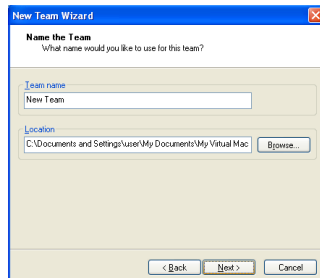 New Team Wizard
Name the Team
What name would you like to use for this team?
Team name
New Team
Location
C:\Documents and Settings\user\My Documents\My Virtual Mac
Browse...
< Back
Next >
Cancel